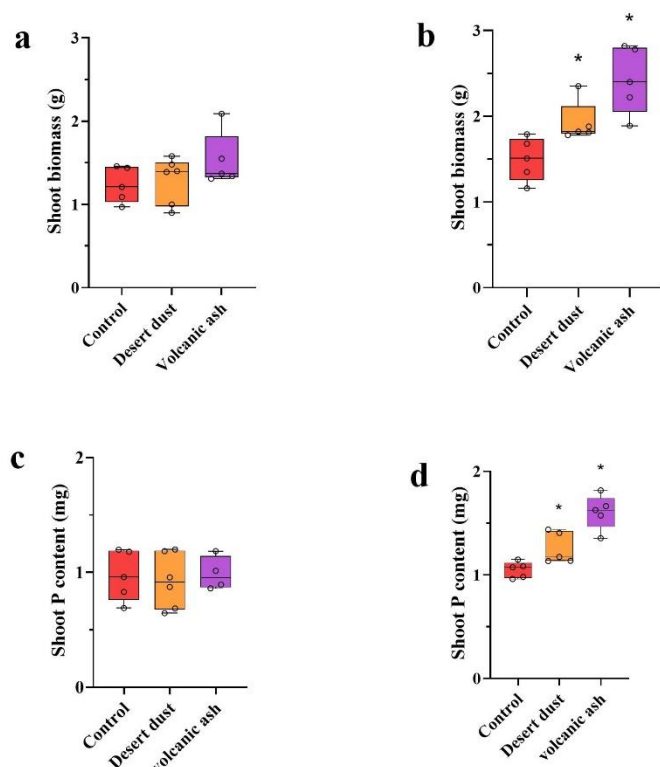 a
Shoot biomass (g)
3
2
1
0
Control
Desert dust
Volcanic ash
b
Shoot biomass (g)
3
2
1
0
*
*
Control
Desert dust
Volcanic ash
c
Shoot P content (mg)
2
1
0
Control
Desert dust
volcanic ash
d
Shoot P content (mg)
2
1
0
*
*
Control
Desert dust
volcanic ash